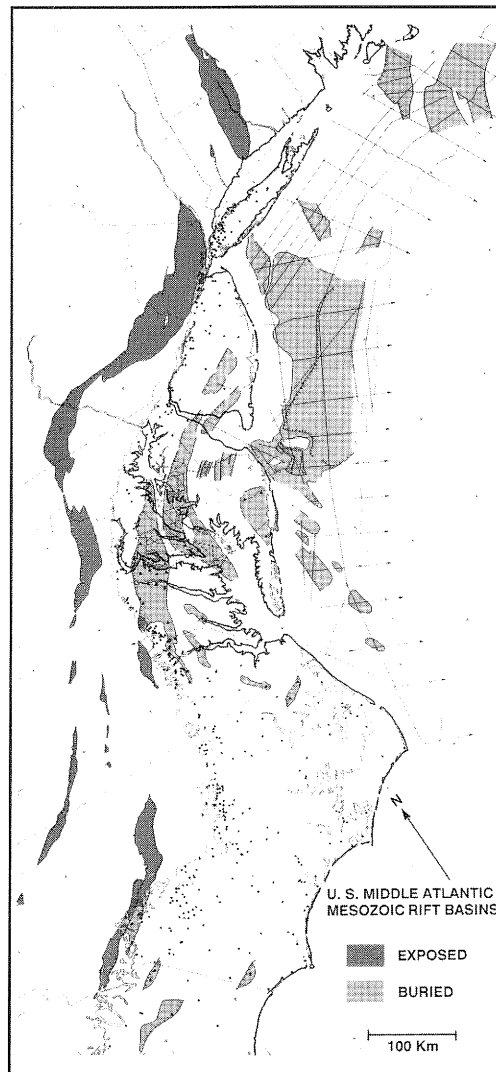 N
U. S. MIDDLE ATLANTIC
MESOZOIC RIFT BASINS
EXPOSED
BURIED
100 Km